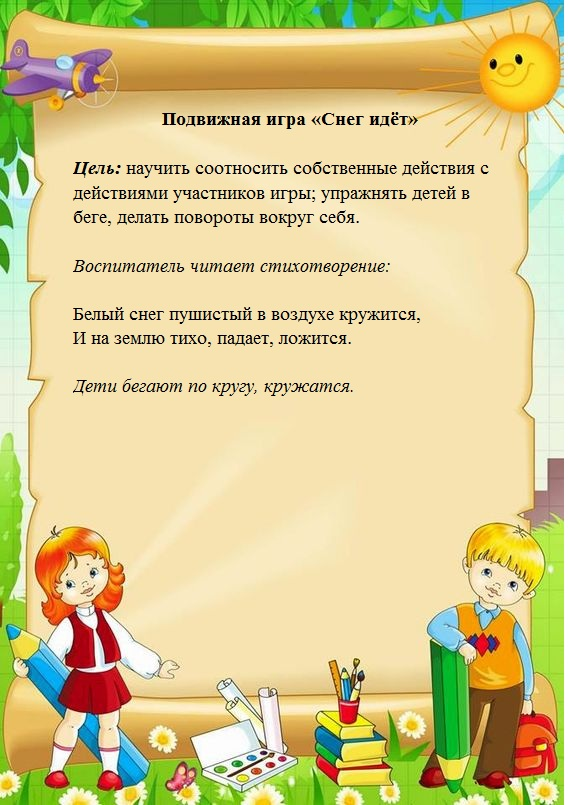 Подвижная игра «Снег идёт»
Цель: научить соотносить собственные действия с
действиями участников игры; упражнять детей в
беге, делать повороты вокруг себя.
Воспитатель читает стихотворение:
Белый снег пушистый в воздухе кружится,
И на землю тихо, падает, ложится.
Дети бегают по кругу, кружатся.